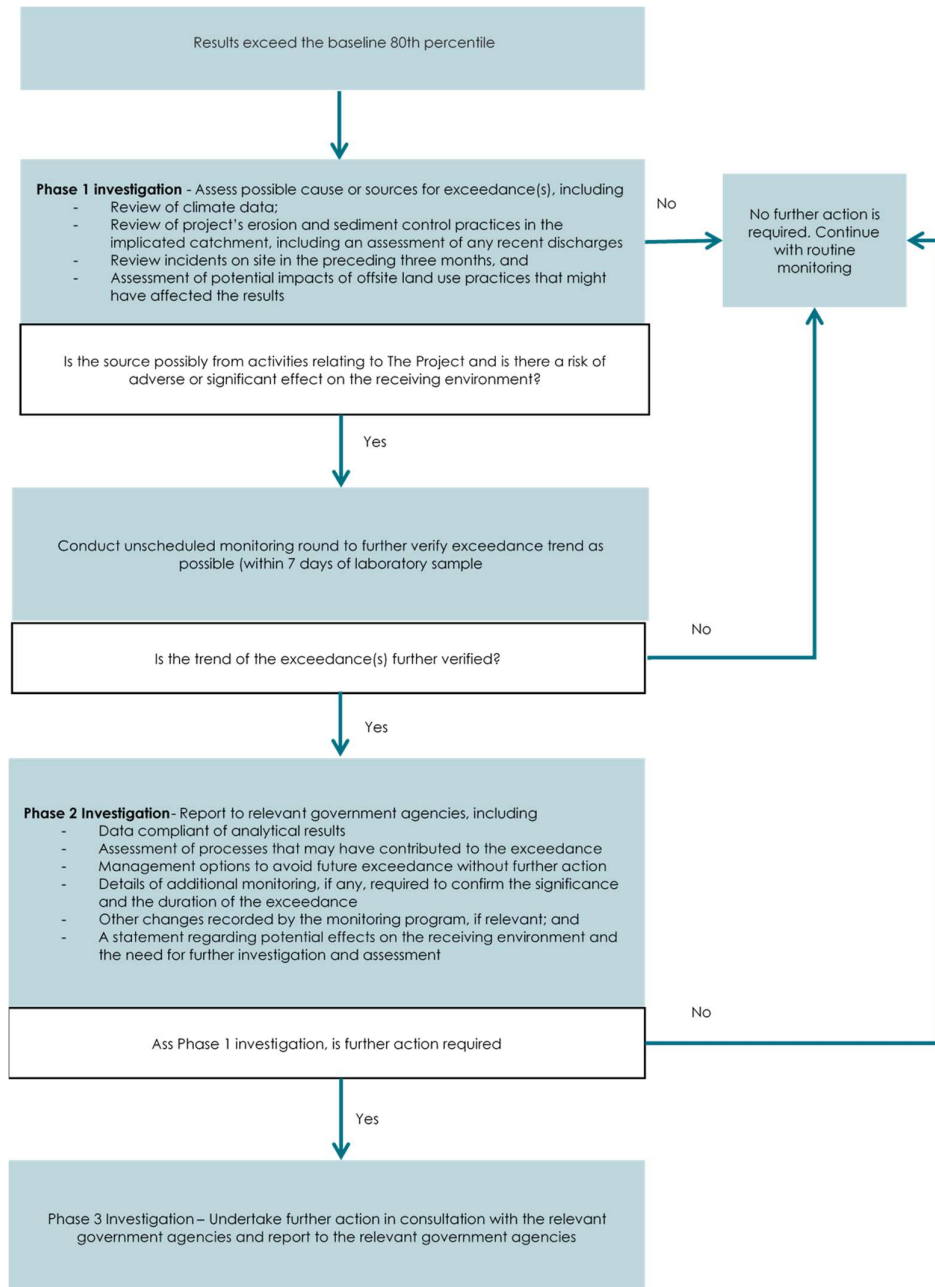 Results exceed the baseline 80th percentile
Phase 1 investigation - Assess possible cause or sources for exceedance(s), including
- Review of climate data;
- Review of project's erosion and sediment control practices in the
implicated catchment, including an assessment of any recent discharges
- Review incidents on site in the preceding three months, and
- Assessment of potential impacts of offsite land use practices that might
have affected the results
No
No further action is
required. Continue
with routine
monitoring
Is the source possibly from activities relating to The Project and is there a risk of
adverse or significant effect on the receiving environment?
Yes
Conduct unscheduled monitoring round to further verify exceedance trend as
possible (within 7 days of laboratory sample
No
Is the trend of the exceedance(s) further verified?
Yes
Phase 2 Investigation- Report to relevant government agencies, including
- Data compliant of analytical results
- Assessment of processes that may have contributed to the exceedance
- Management options to avoid future exceedance without further action
- Details of additional monitoring, if any, required to confirm the significance
and the duration of the exceedance
- Other changes recorded by the monitoring program, if relevant; and
- A statement regarding potential effects on the receiving environment and
the need for further investigation and assessment
No
Ass Phase 1 investigation, is further action required
Yes
Phase 3 Investigation – Undertake further action in consultation with the relevant
government agencies and report to the relevant government agencies